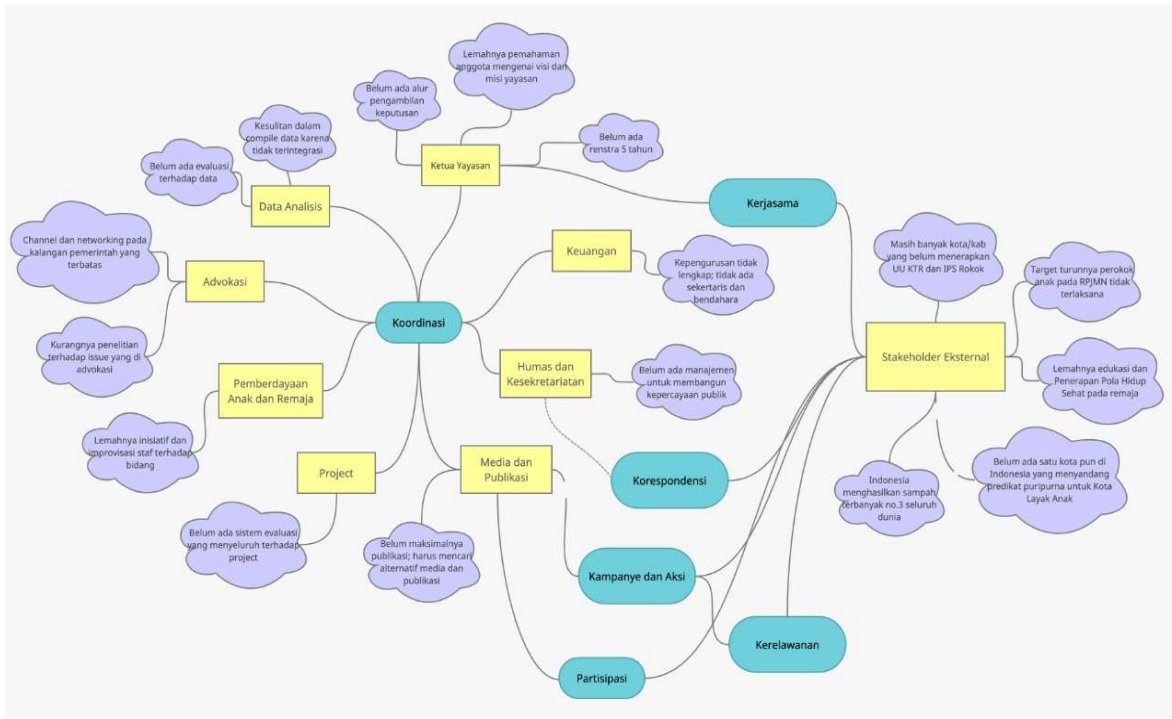 Lemahnya pemahaman
anggota mengenai visi dan
misi yayasan
Belum ada alur
pengambilan
keputusan
Kesulitan dalam
compile data karena
tidak terintegrasi
Belum ada
renstra 5 tahun
Ketua Yayasan
Belum ada evaluasi
terhadap data
Data Analisis
Kerjasama
Channel dan networking pada
kalangan pemerintah yang
terbatas
Advokasi
Keuangan
Kepengurusan tidak
lengkap; tidak ada
sekertaris dan
bendahara
Masih banyak kota/kab
yang belum menerapkan
UU KTR dan IPS Rokok
Target turunnya perokok
anak pada RPJMN tidak
terlaksana
Koordinasi
Kurangnya penelitian
terhadap issue yang di
advokasi
Humas dan
Kesekretariatan
Belum ada manajemen
untuk membangun
kepercayaan publik
Stakeholder Eksternal
Lemahnya edukasi dan
Penerapan Pola Hidup
Sehat pada remaja
Pemberdayaan
Anak dan Remaja
Lemahnya inisiatif dan
improvisasi staf terhadap
bidang
Project
Media dan
Publikasi
Korespondensi
Indonesia
menghasilkan sampah
terbanyak no.3 seluruh
dunia
Belum ada satu kota pun di
Indonesia yang menyandang
predikat puripurna untuk Kota
Layak Anak
Belum ada sistem evaluasi
yang menyeluruh terhadap
project
Belum maksimalnya
publikasi; harus mencari
alternatif media dan
publikasi
Kampanye dan Aksi
Kerelawanan
Partisipasi